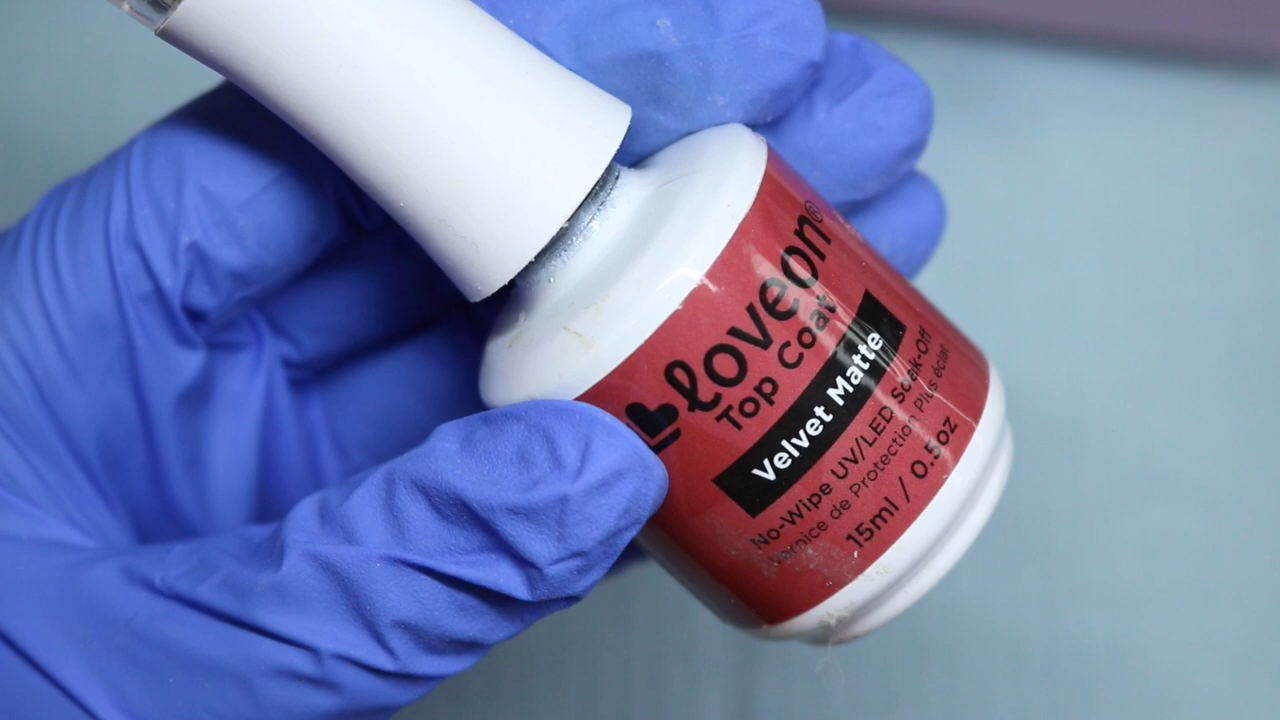 loveon®
Top Coat
Velvet Matte
No-Wipe UV/LED Soak-Off
Vernice de Protection Plus éclat
15ml / 0.5oz